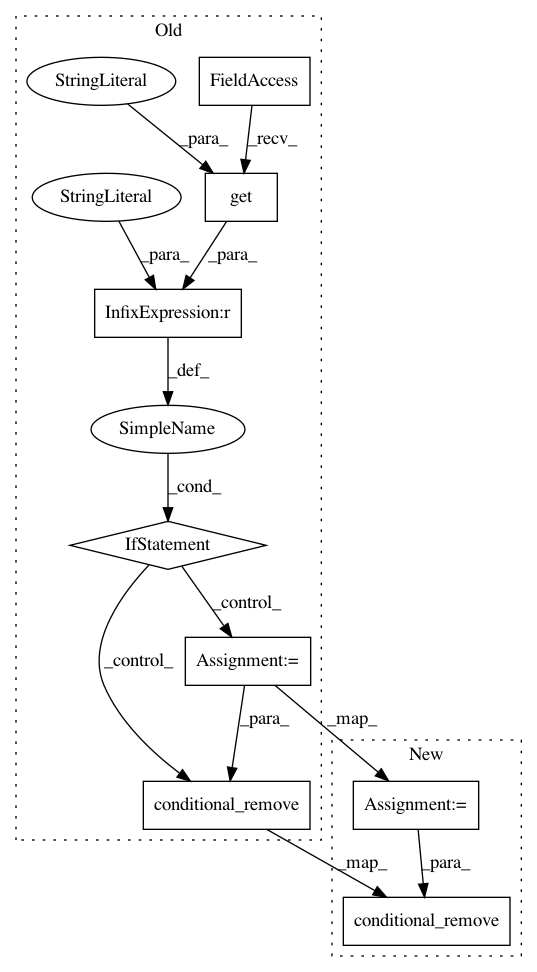 Old
StringLiteral
FieldAccess
_para_
_recv_
StringLiteral
get
_para_
_para_
InfixExpression:r
_def_
SimpleName
_cond_
IfStatement
_control_
_control_
Assignment:=
_para_
_map_
New
conditional_remove
Assignment:=
_map_
_para_
conditional_remove